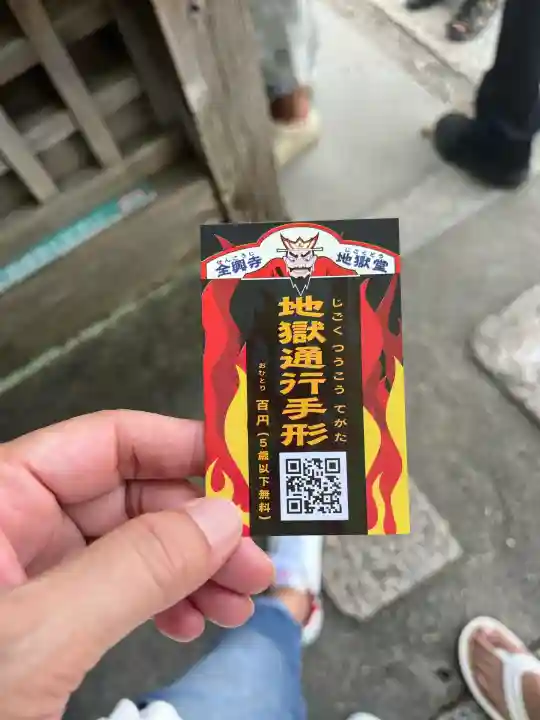 せんこうじ
全興寺
じごくどう
地獄堂
じごくつうこうてがた
地獄通行手形
おひとり
百円(5歳以下無料)